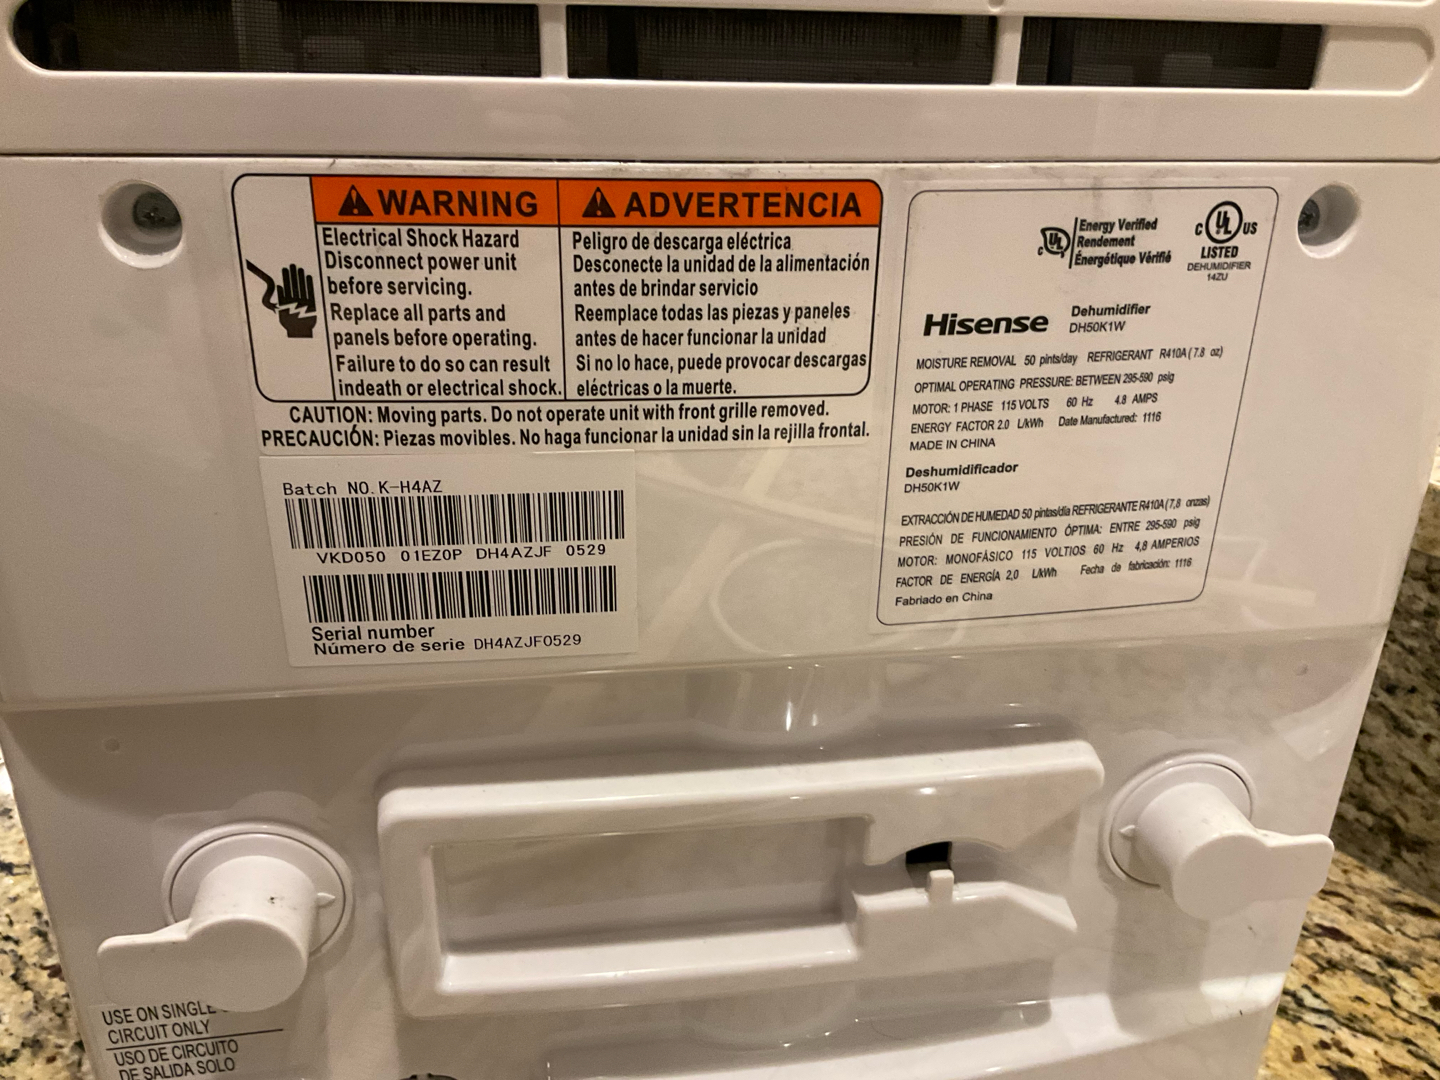 WARNING
Electrical Shock Hazard
Disconnect power unit
before servicing.
Replace all parts and
panels before operating.
Failure to do so can result
indeath or electrical shock.
ADVERTENCIA
Peligro de descarga eléctrica
Desconecte la unidad de la alimentación
antes de brindar servicio
Reemplace todas las piezas y paneles
antes de hacer funcionar la unidad
Si no lo hace, puede provocar descargas
eléctricas o la muerte.
CAUTION: Moving parts. Do not operate unit with front grille removed.
PRECAUCIÓN: Piezas movibles. No haga funcionar la unidad sin la rejilla frontal.
Batch NO. K-H4AZ
VKD050 01EZ0P DH4AZJF 0529
Serial number
Número de serie DH4AZJF0529
Energy Verified
Rendement
Énergétique Vérifié
C UL US
LISTED
DEHUMIDIFIER
14ZU
Hisense
Dehumidifier
DH50K1W
MOISTURE REMOVAL 50 pints/day REFRIGERANT R410A (7.8 oz)
OPTIMAL OPERATING PRESSURE: BETWEEN 295-590 psig
MOTOR: 1 PHASE 115 VOLTS 60 Hz 4.8 AMPS
ENERGY FACTOR 2.0 L/kWh Date Manufactured: 1116
MADE IN CHINA
Deshumidificador
DH50K1W
EXTRACCIÓN DE HUMEDAD 50 pintas/día REFRIGERANTE R410A (7,8 onzas)
PRESIÓN DE FUNCIONAMIENTO ÓPTIMA: ENTRE 295-590 psig
MOTOR: MONOFÁSICO 115 VOLTIOS 60 Hz 4,8 AMPERIOS
FACTOR DE ENERGÍA 2,0 L/kWh Fecha de fabricación: 1116
Fabriado en China
USE ON SINGLE
CIRCUIT ONLY
USO DE CIRCUITO
DE SALIDA SOLO